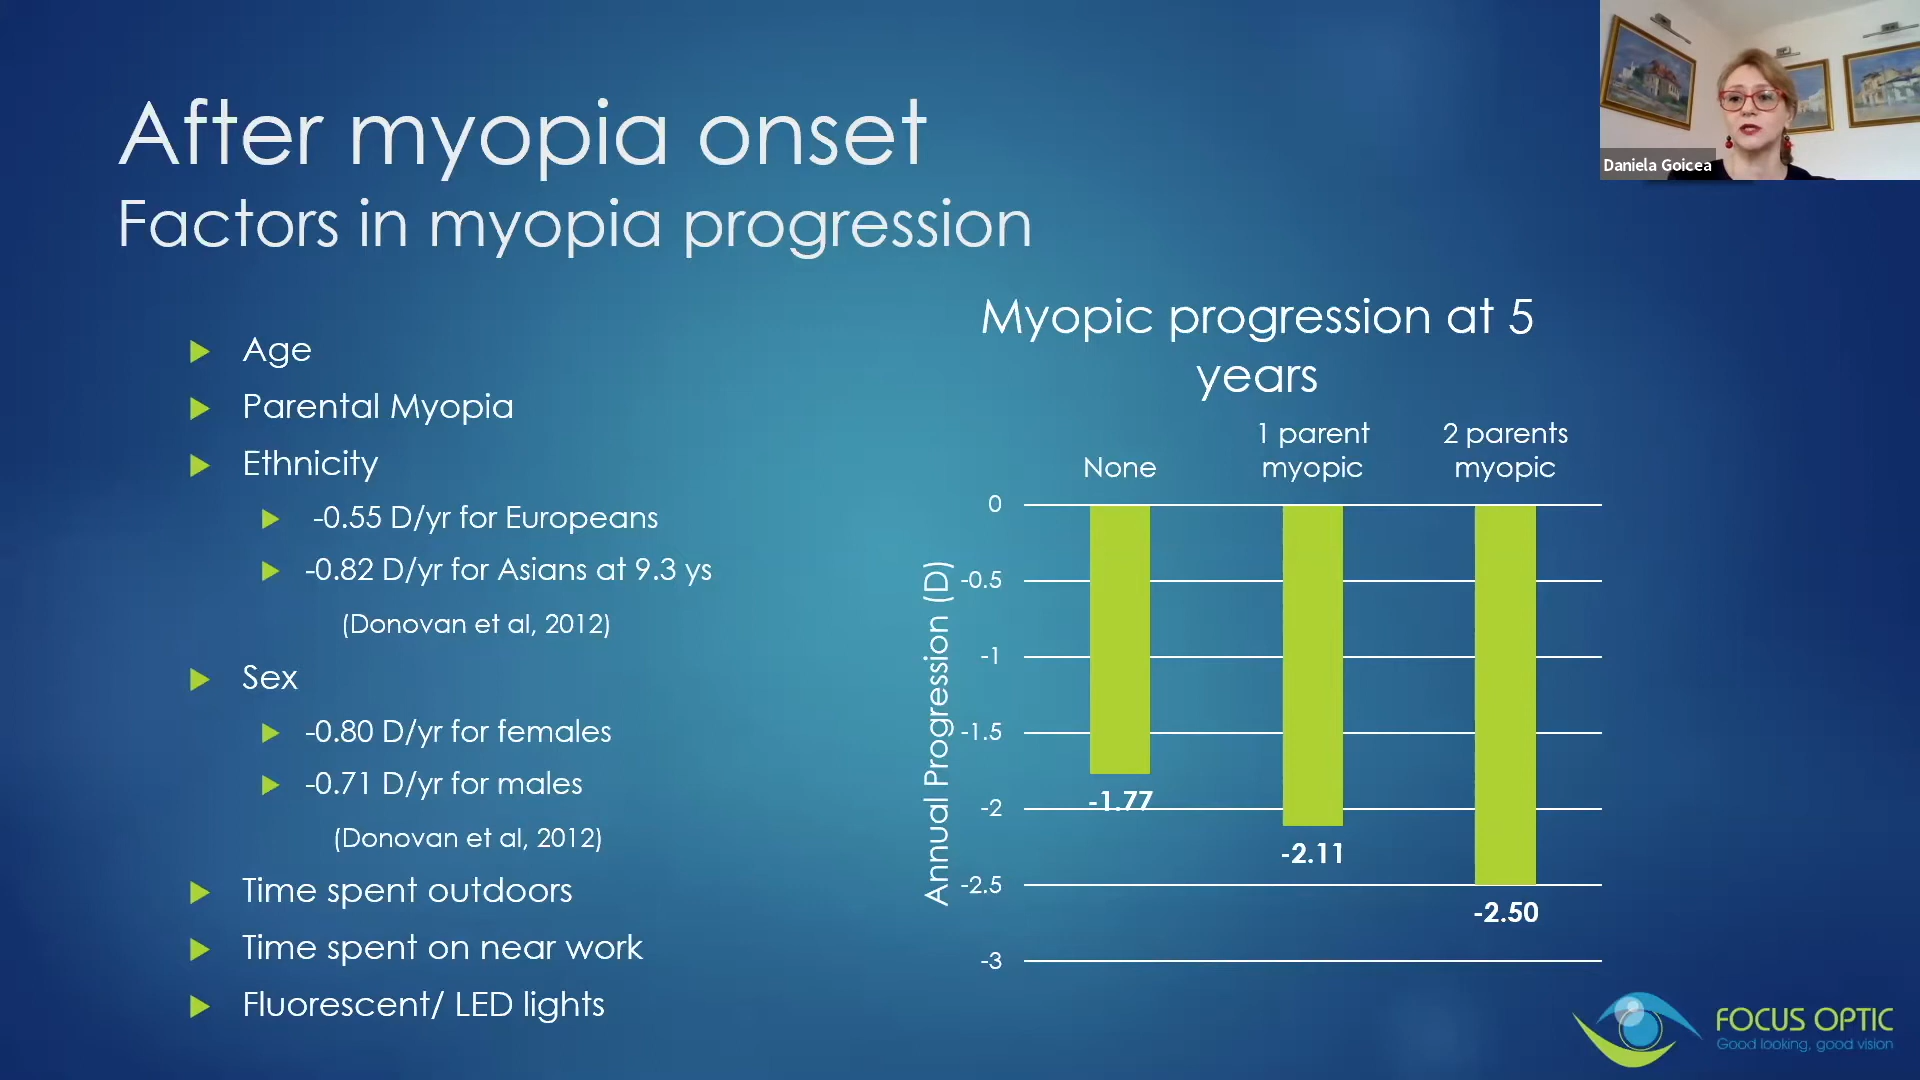 Daniela Goicea
After myopia onset
Factors in myopia progression
Age
Parental Myopia
Ethnicity
-0.55 D/yr for Europeans
-0.82 D/yr for Asians at 9.3 ys
(Donovan et al, 2012)
Sex
-0.80 D/yr for females
-0.71 D/yr for males
(Donovan et al, 2012)
Time spent outdoors
Time spent on near work
Fluorescent/ LED lights
Myopic progression at 5
years
None
1 parent
myopic
2 parents
myopic
Annual Progression (D)
0
-0.5
-1
-1.5
-2
-2.5
-3
-1.77
-2.11
-2.50
FOCUS OPTIC
Good looking, good vision